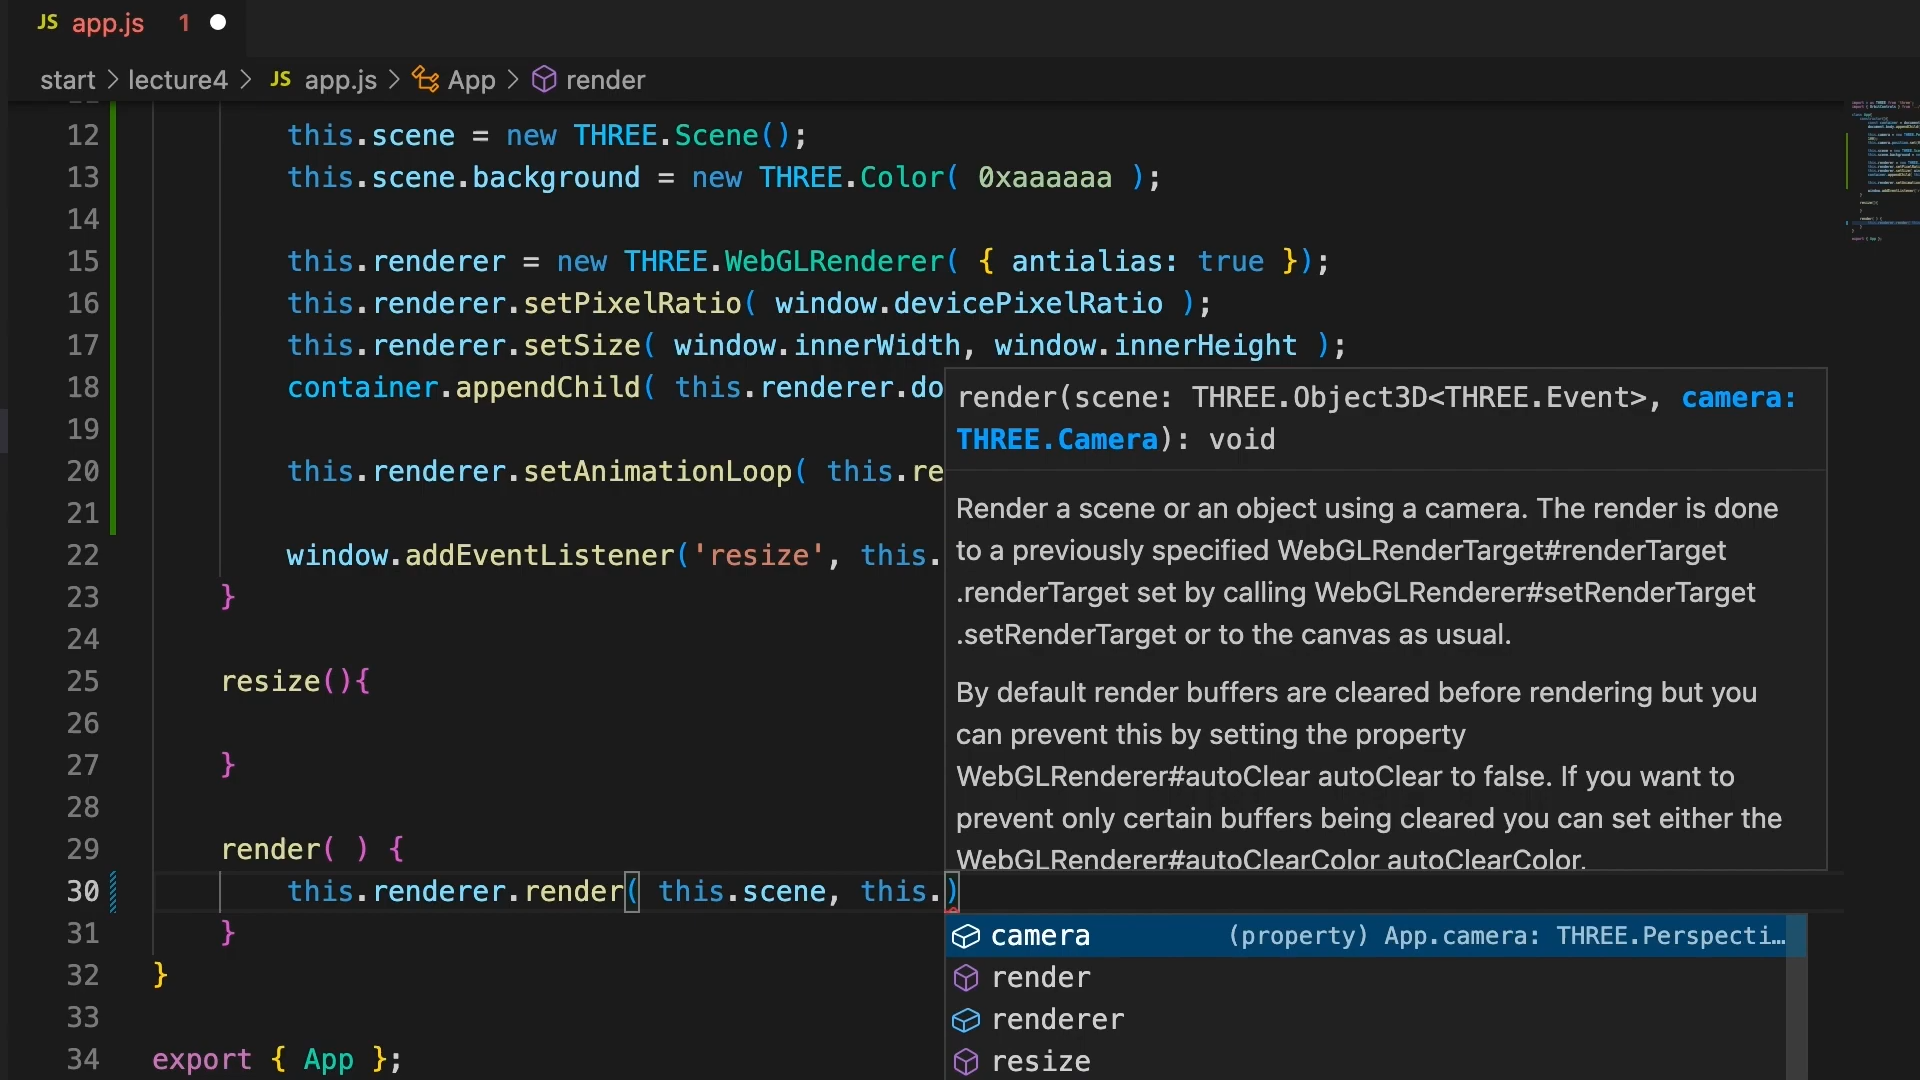 JS app.js 1
start > lecture4 > JS app.js > App > render
12 this.scene = new THREE.Scene();
13 this.scene.background = new THREE.Color( 0xaaaaaa );
14
15 this.renderer = new THREE.WebGLRenderer( { antialias: true });
16 this.renderer.setPixelRatio( window.devicePixelRatio );
17 this.renderer.setSize( window.innerWidth, window.innerHeight );
18 container.appendChild( this.renderer.do
19
20 this.renderer.setAnimationLoop( this.re
21
22 window.addEventListener('resize', this.
23 }
24
25 resize(){
26
27 }
28
29 render( ) {
30 this.renderer.render( this.scene, this.)
31 }
32 }
33
34 export { App };
render(scene: THREE.Object3D<THREE.Event>, camera:
THREE.Camera): void
Render a scene or an object using a camera. The render is done
to a previously specified WebGLRenderTarget#renderTarget
.renderTarget set by calling WebGLRenderer#setRenderTarget
.setRenderTarget or to the canvas as usual.
By default render buffers are cleared before rendering but you
can prevent this by setting the property
WebGLRenderer#autoClear autoClear to false. If you want to
prevent only certain buffers being cleared you can set either the
WebGLRenderer#autoClearColor autoClearColor.
camera (property) App.camera: THREE.Perspecti…
render
renderer
resize